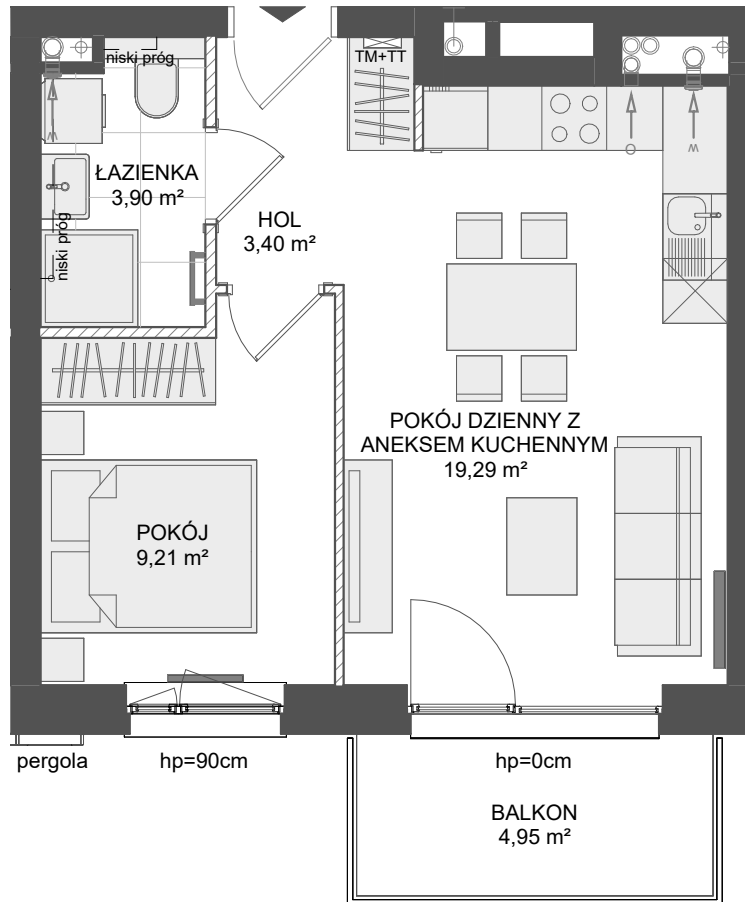 niski próg
TM+TT
ŁAZIENKA
3,90 m²
HOL
3,40 m²
niski próg
POKÓJ DZIENNY Z
ANEKSEM KUCHENNYM
19,29 m²
POKÓJ
9,21 m²
pergola
hp=90cm
hp=0cm
BALKON
4,95 m²